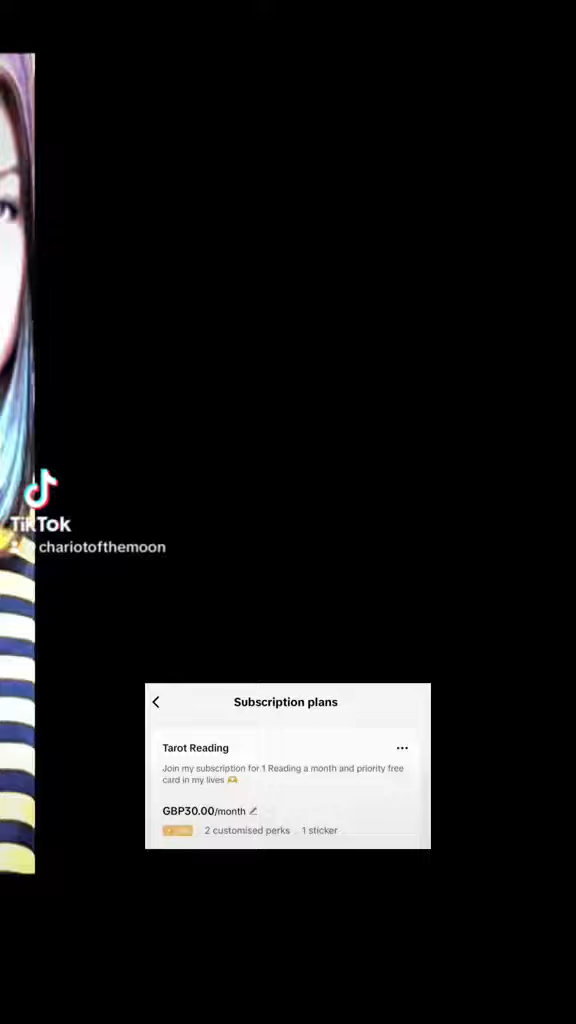 TikTok
chariotofthemoon
Subscription plans
Tarot Reading
Join my subscription for 1 Reading a month and priority free
card in my lives 🫶
GBP30.00/month
2 customised perks 1 sticker